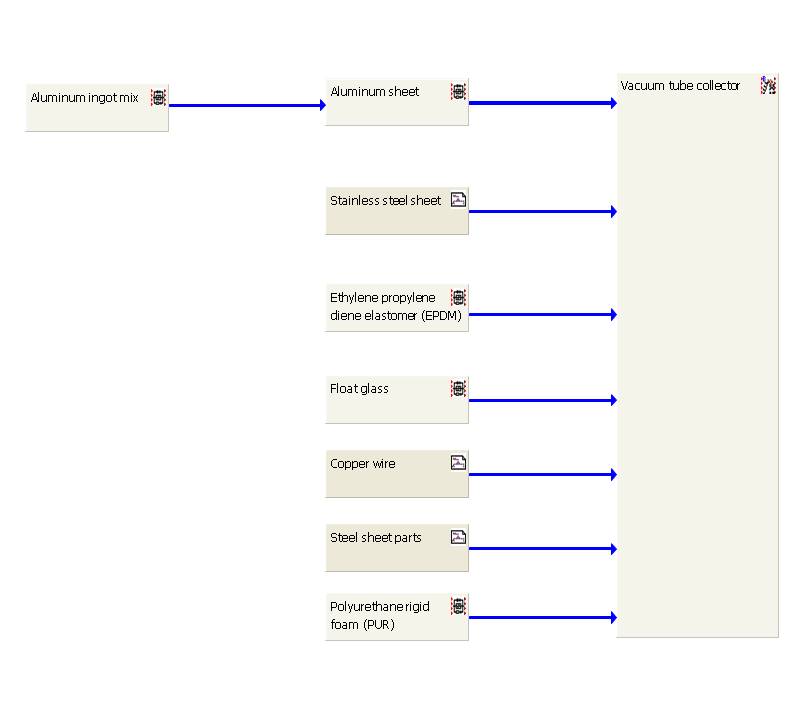 Aluminum ingot mix
Aluminum sheet
Vacuum tube collector
Stainless steel sheet
Ethylene propylene
diene elastomer (EPDM)
Float glass
Copper wire
Steel sheet parts
Polyurethane rigid
foam (PUR)